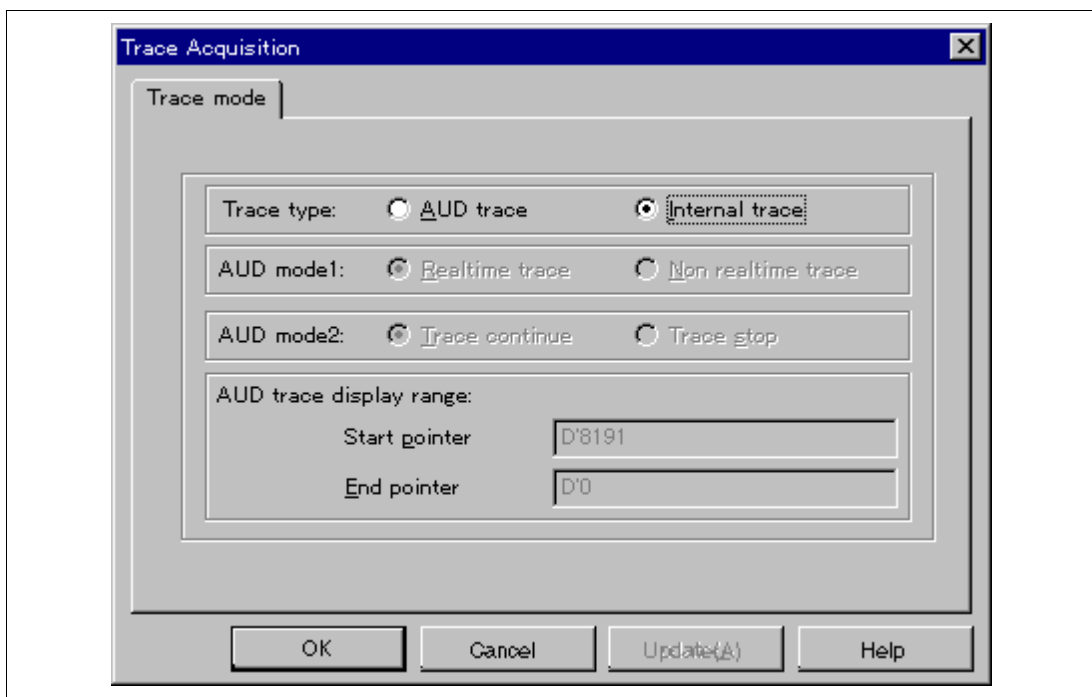 Trace Acquisition
Trace mode
Trace type: AUD trace Internal trace
AUD mode1: Realtime trace Non realtime trace
AUD mode2: Trace continue Trace stop
AUD trace display range:
Start pointer D'8191
End pointer D'0
OK Cancel Update(A) Help